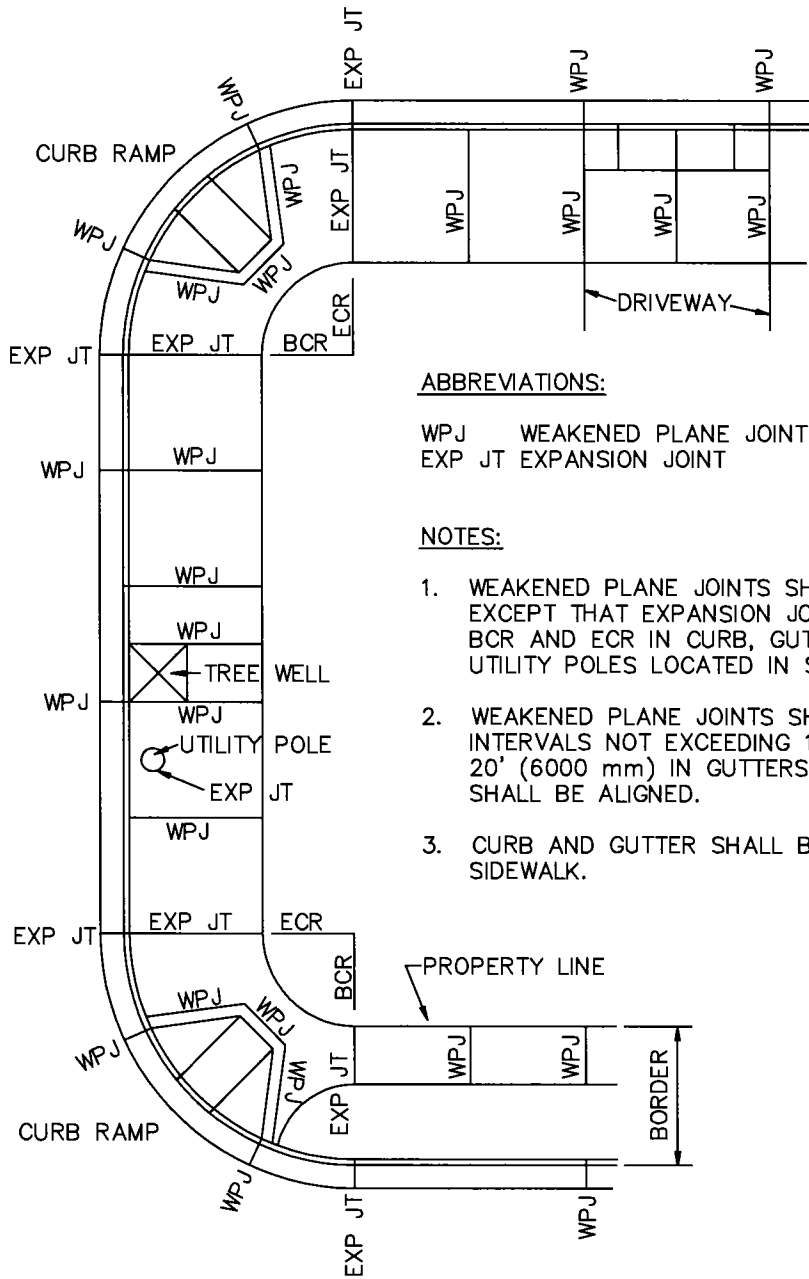 EXP JT
WPJ
WPJ
WPJ
CURB RAMP
WPJ
EXP JT
WPJ
WPJ
WPJ
WPJ
WPJ
WPJ
WPJ
DRIVEWAY
ECR
EXP JT
EXP JT
BCR
ABBREVIATIONS:
WPJ WEAKENED PLANE JOINT
EXP JT EXPANSION JOINT
WPJ
WPJ
NOTES:
1. WEAKENED PLANE JOINTS
EXCEPT THAT EXPANSION
BCR AND ECR IN CURB,
UTILITY POLES LOCATED IN
2. WEAKENED PLANE JOINTS
INTERVALS NOT EXCEEDING
20' (6000 mm) IN GUTTERS
SHALL BE ALIGNED.
3. CURB AND GUTTER SHALL
SIDEWALK.
WPJ
WPJ
TREE WELL
WPJ
WPJ
UTILITY POLE
EXP JT
WPJ
EXP JT
EXP JT
ECR
BCR
PROPERTY LINE
WPJ
WPJ
WPJ
WPJ
EXP JT
WPJ
WPJ
BORDER
CURB RAMP
WPJ
EXP JT
WPJ